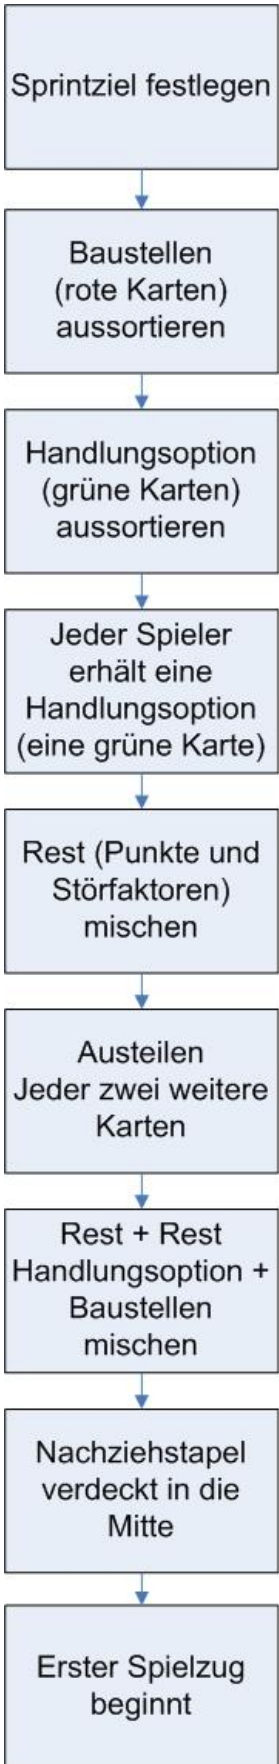 Sprintziel festlegen
Baustellen
(rote Karten)
aussortieren
Handlungsoption
(grüne Karten)
aussortieren
Jeder Spieler
erhält eine
Handlungsoption
(eine grüne Karte)
Rest (Punkte und
Störfaktoren)
mischen
Austeilen
Jeder zwei weitere
Karten
Rest + Rest
Handlungsoption +
Baustellen
mischen
Nachziehstapel
verdeckt in die
Mitte
Erster Spielzug
beginnt